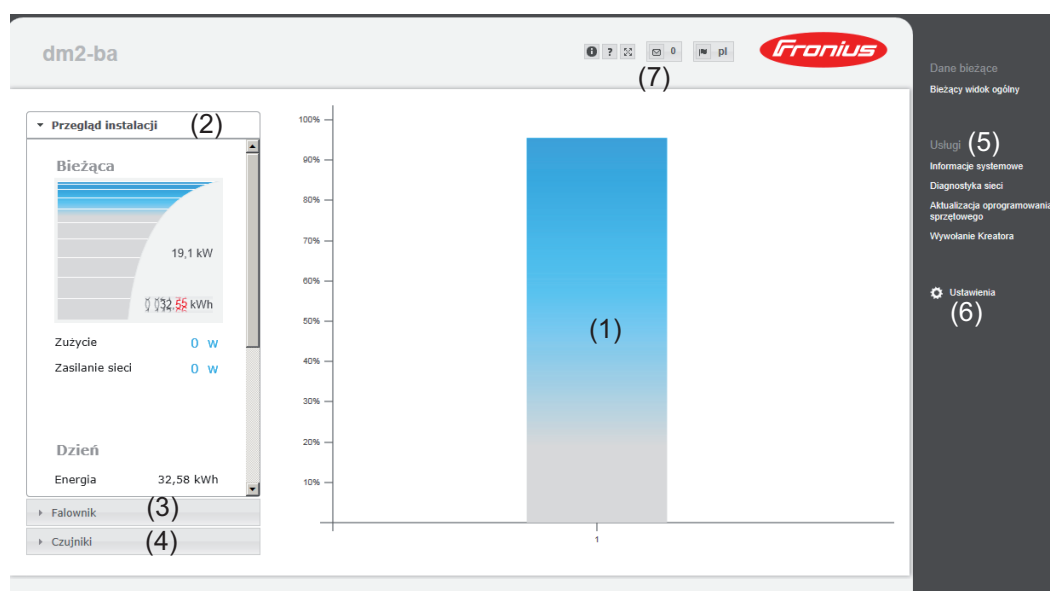 dm2-ba
? 0 pl
Fronius
(7)
Dane bieżące
Bieżący widok ogólny
Usługi (5)
Informacje systemowe
Diagnostyka sieci
Aktualizacja oprogramowania
sprzętowego
Wywołanie Kreatora
Ustawienia
(6)
Przegląd instalacji (2)
Bieżąca
19,1 kW
32,55 kWh
Zużycie 0 W
Zasilanie sieci 0 W
Dzień
Energia 32,58 kWh
Falownik (3)
Czujniki (4)
100%
90%
80%
70%
60%
50%
40%
30%
20%
10%
(1)
1